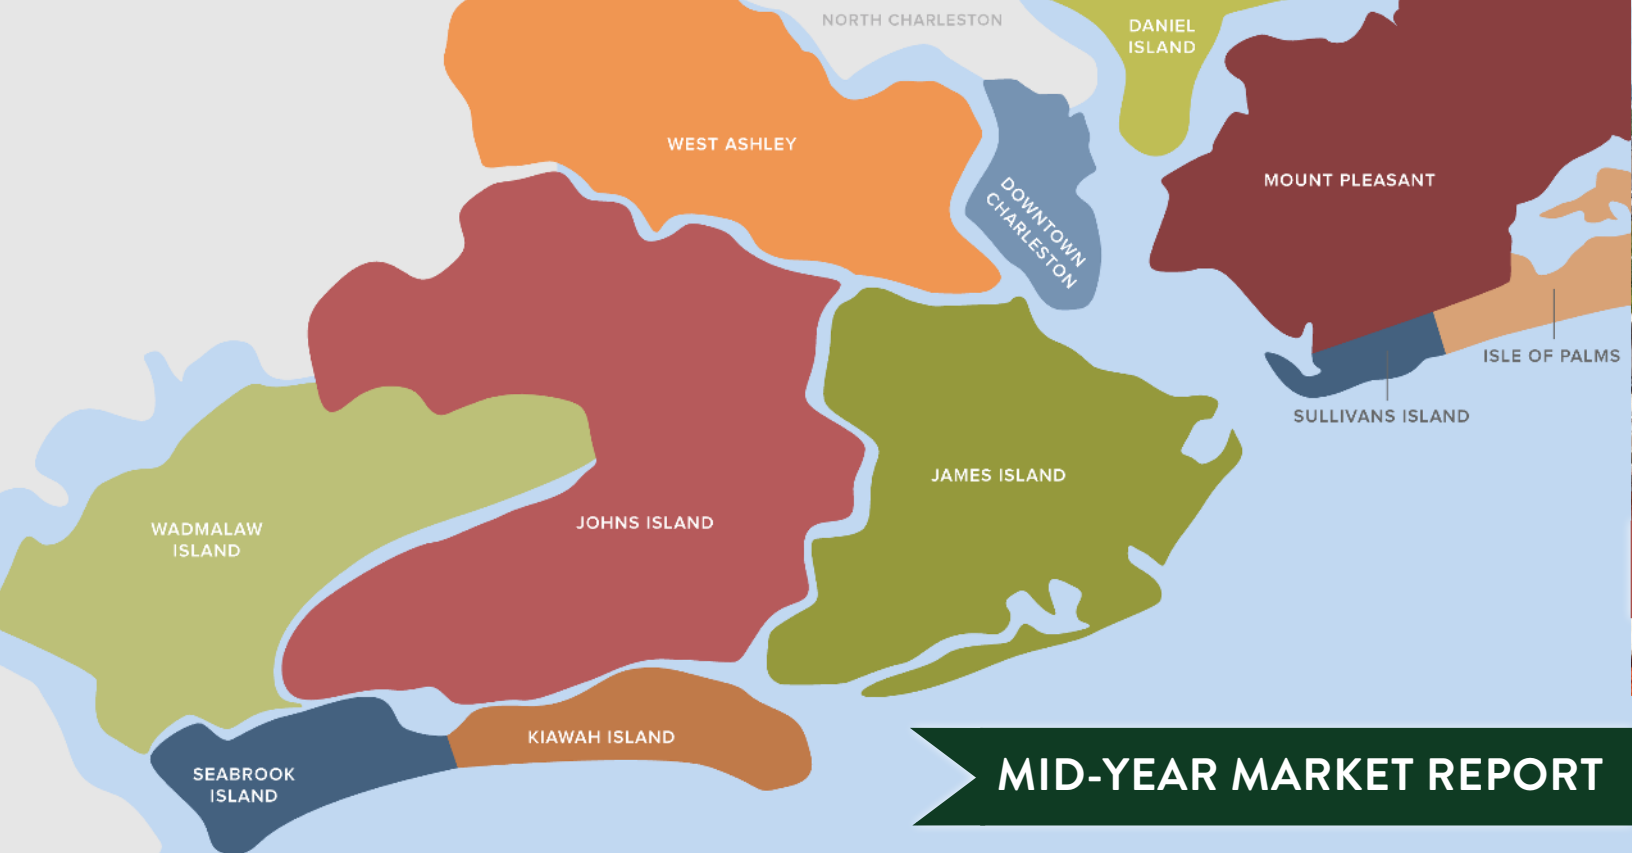 NORTH CHARLESTON
DANIEL
ISLAND
WEST ASHLEY
MOUNT PLEASANT
DOWNTOWN
CHARLESTON
ISLE OF PALMS
SULLIVANS ISLAND
JAMES ISLAND
JOHNS ISLAND
WADMALAW
ISLAND
KIAWAH ISLAND
SEABROOK
ISLAND
MID-YEAR MARKET REPORT